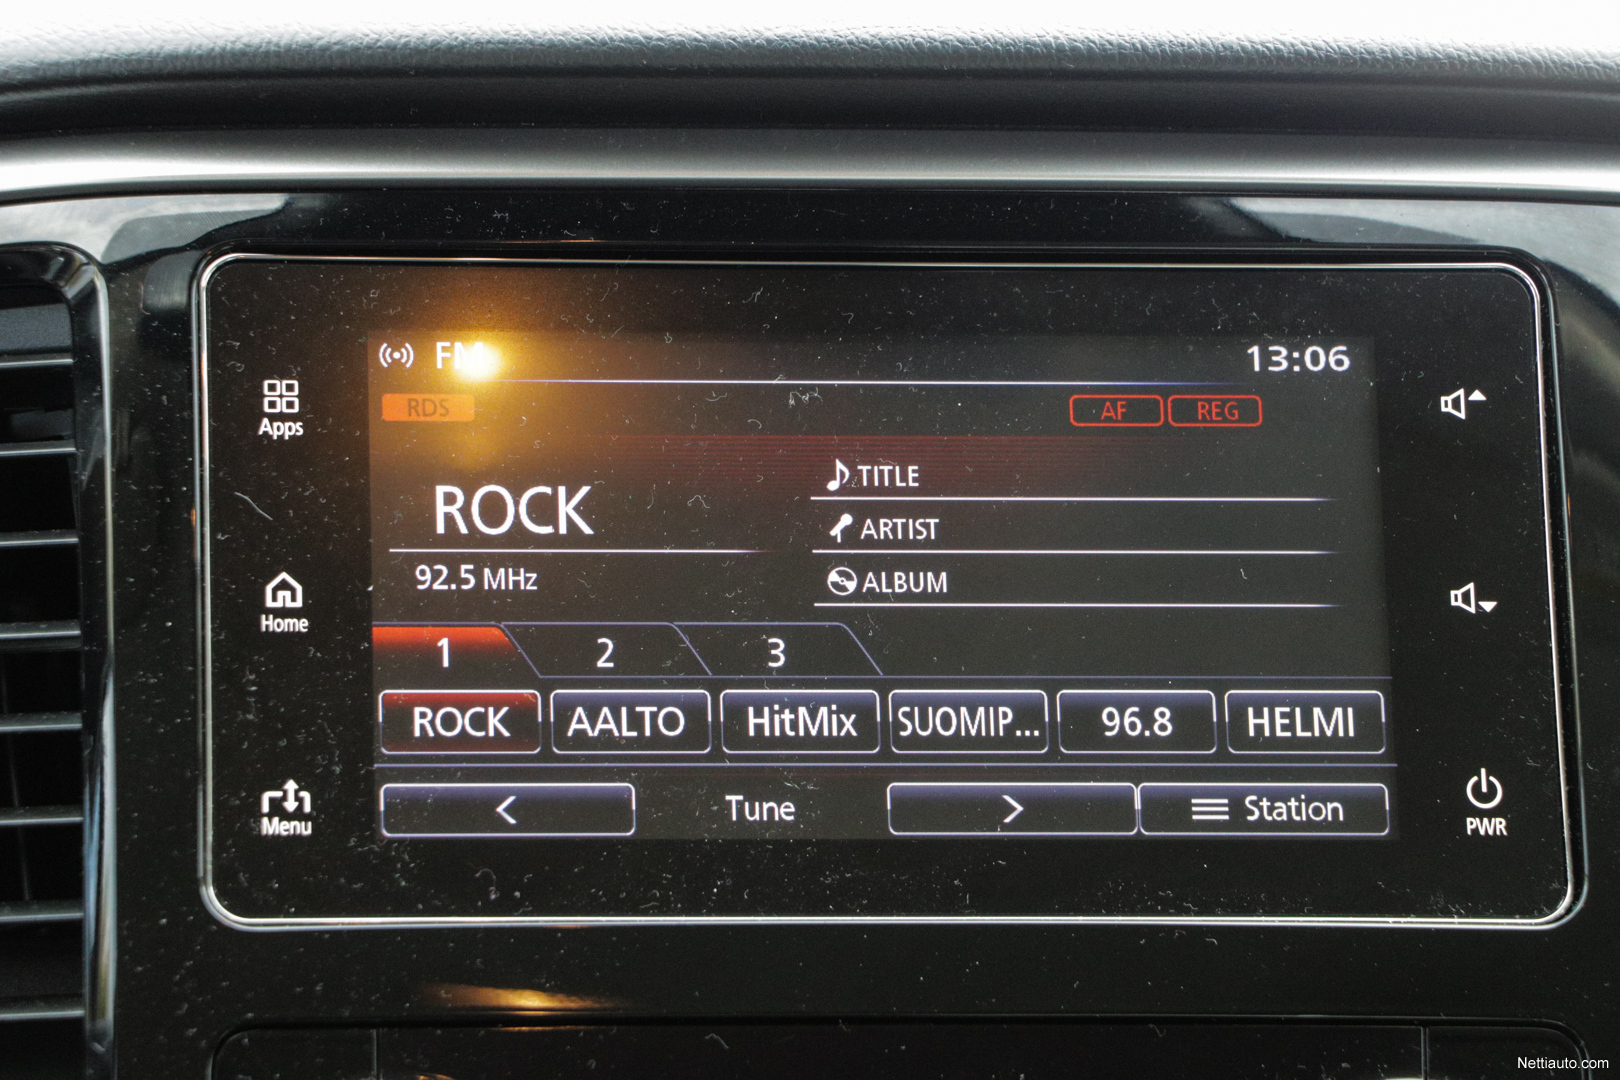 FM 13:06
Apps
RDS AF REG
TITLE
ROCK
ARTIST
92.5 MHz
ALBUM
Home
1 2 3
ROCK AALTO HitMix SUOMIP... 96.8 HELMI
< Tune > Station
Menu
PWR
Nettiauto.com